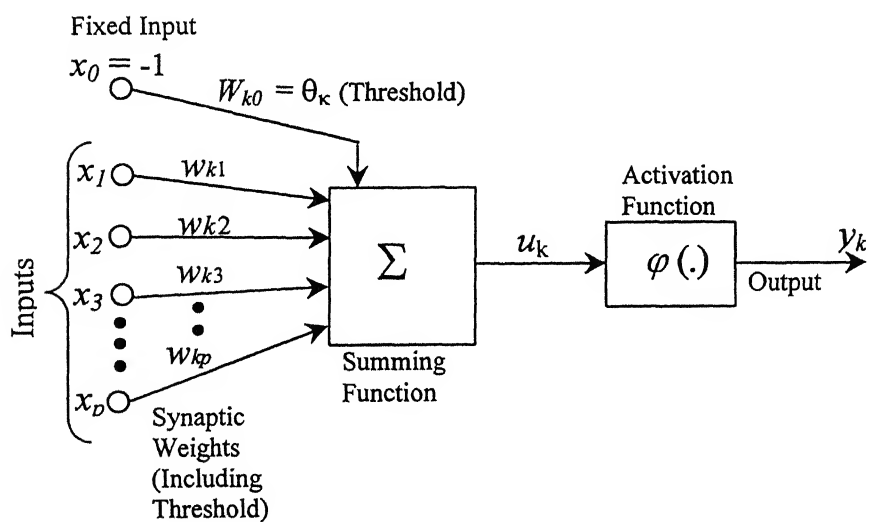 Fixed Input
x0 = -1
Wk0 = θκ (Threshold)
x1
wk1
x2
wk2
x3
wk3
xp
wkp
Inputs
Σ
Summing
Function
uk
Activation
Function
φ (.)
yk
Output
Synaptic
Weights
(Including
Threshold)